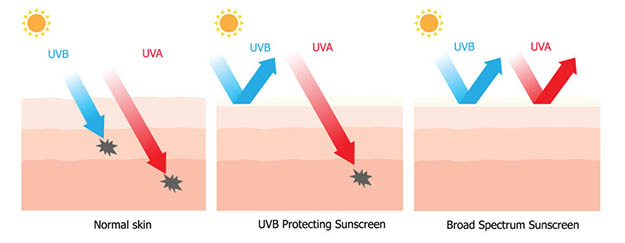 UVB UVA
Normal skin
UVB UVA
UVB Protecting Sunscreen
UVB UVA
Broad Spectrum Sunscreen